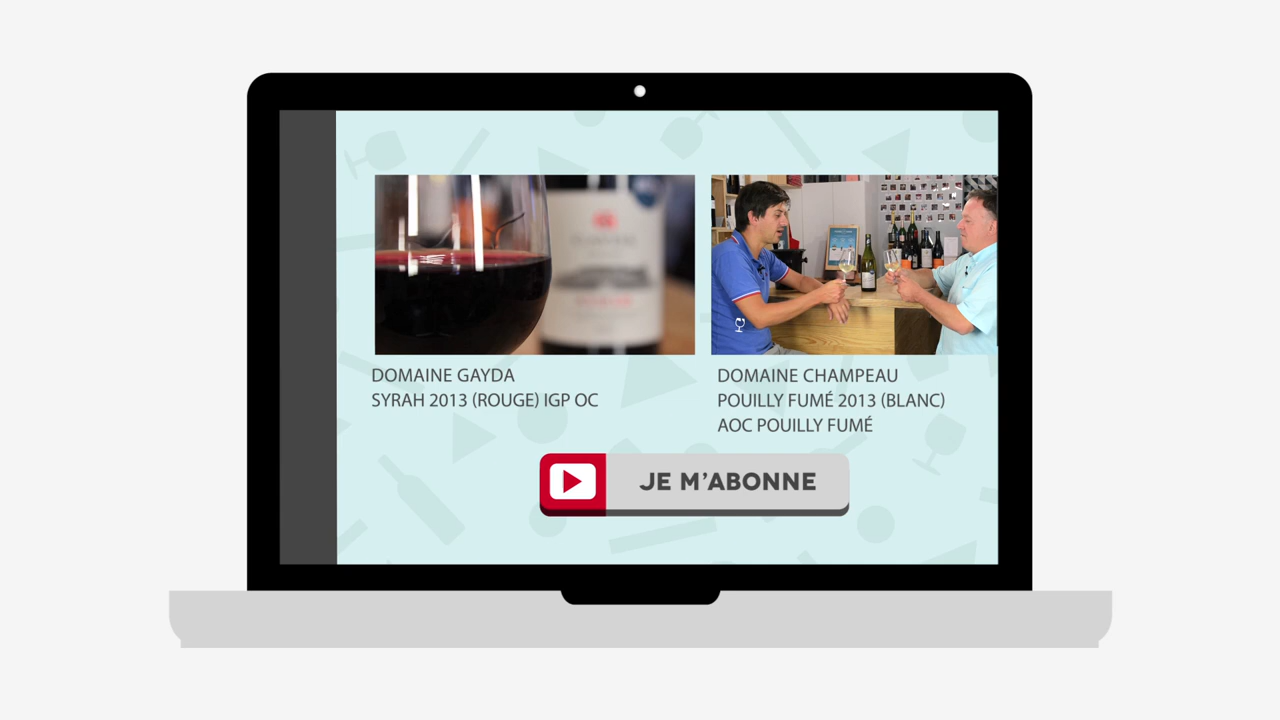 DOMAINE GAYDA
SYRAH 2013 (ROUGE) IGP OC
DOMAINE CHAMPEAU
POUILLY FUMÉ 2013 (BLANC)
AOC POUILLY FUMÉ
JE M'ABONNE